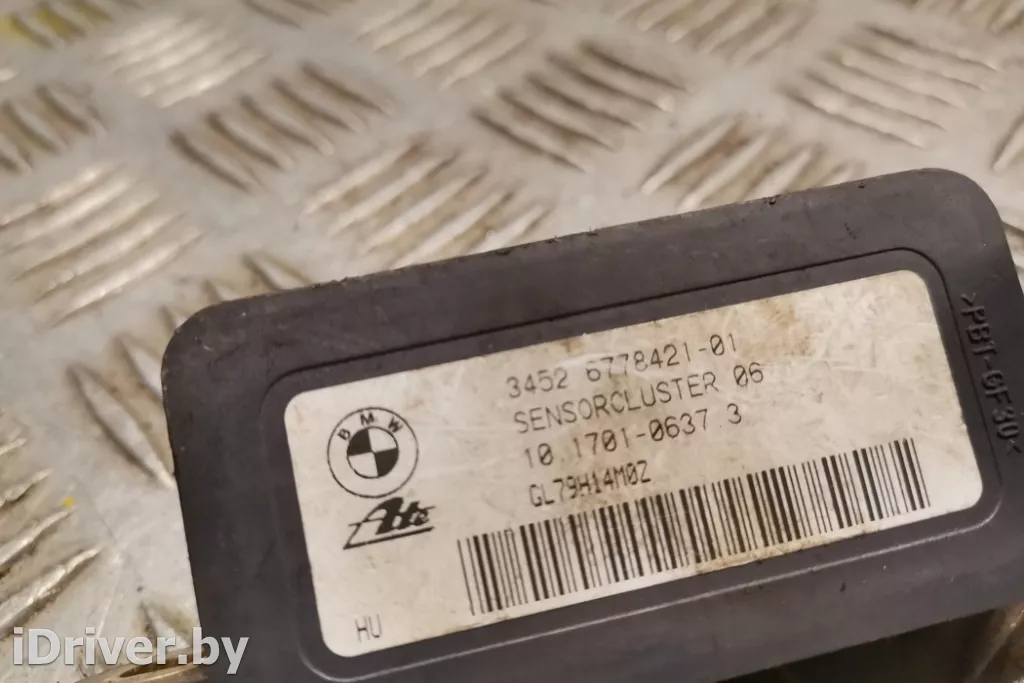 3452 6778421-01
SENSORCLUSTER 06
10.1701-0637.3
GL79H14M0Z
BMW
Ate
HU
>PBT-GF30<
iDriver.by